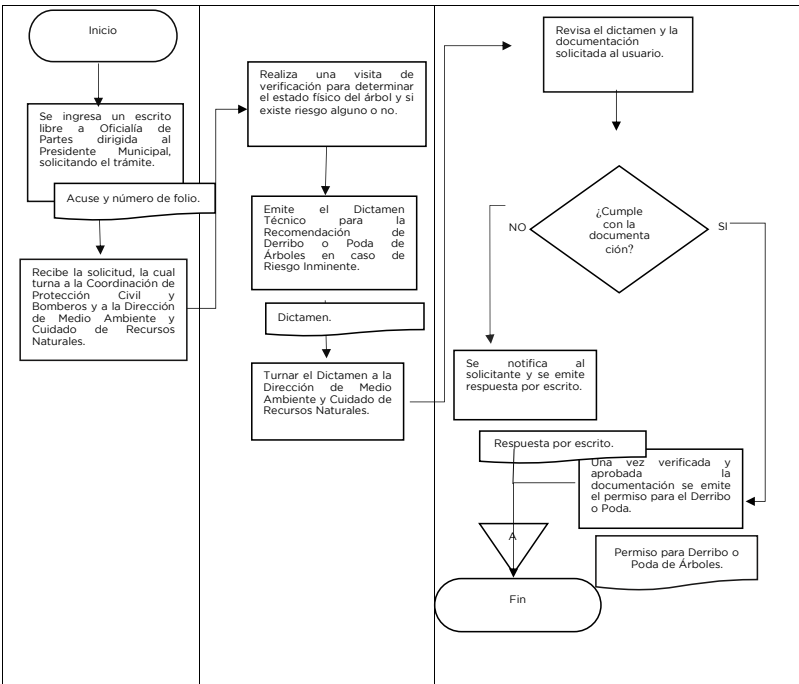 Inicio
Se ingresa un escrito
libre a Oficialía de
Partes dirigida al
Presidente Municipal,
solicitando el trámite.
Acuse y número de folio.
Recibe la solicitud, la cual
turna a la Coordinación de
Protección Civil y
Bomberos y a la Dirección
de Medio Ambiente y
Cuidado de Recursos
Naturales.
Realiza una visita de
verificación para determinar
el estado físico del árbol y si
existe riesgo alguno o no.
Emite el Dictamen
Técnico para la
Recomendación de
Derribo o Poda de
Árboles en caso de
Riesgo Inminente.
Dictamen.
Turnar el Dictamen a la
Dirección de Medio
Ambiente y Cuidado de
Recursos Naturales.
Revisa el dictamen y la
documentación
solicitada al usuario.
¿Cumple
con la
documenta
ción?
NO
SI
Se notifica al
solicitante y se emite
respuesta por escrito.
Respuesta por escrito.
Una vez verificada y
aprobada la
documentación se emite
el permiso para el Derribo
o Poda.
A
Permiso para Derribo o
Poda de Árboles.
Fin